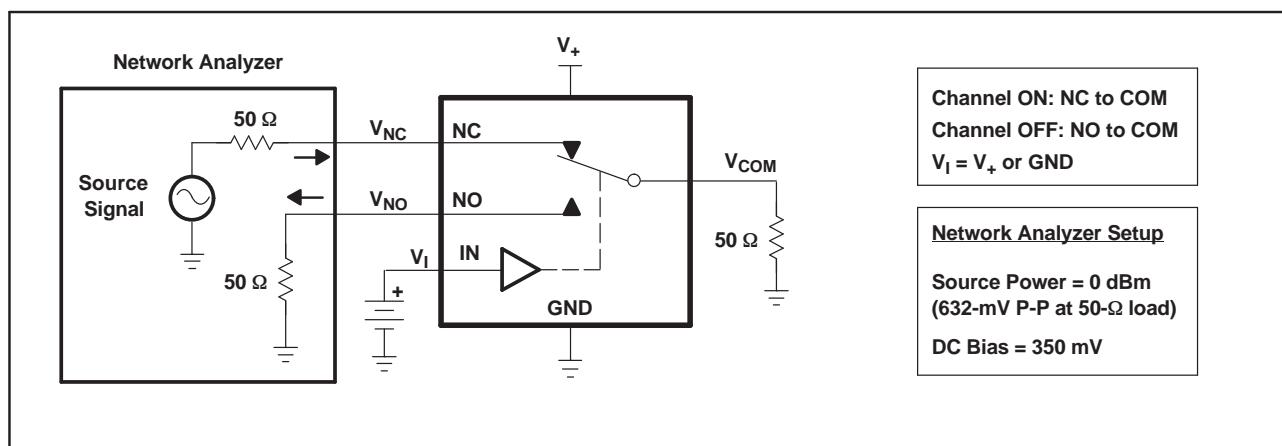 Network Analyzer
50 Ω
Source
Signal
50 Ω
V+
VNC
NC
VNO
NO
VI
IN
+
GND
VCOM
50 Ω
Channel ON: NC to COM
Channel OFF: NO to COM
VI = V+ or GND
Network Analyzer Setup
Source Power = 0 dBm
(632-mV P-P at 50-Ω load)
DC Bias = 350 mV